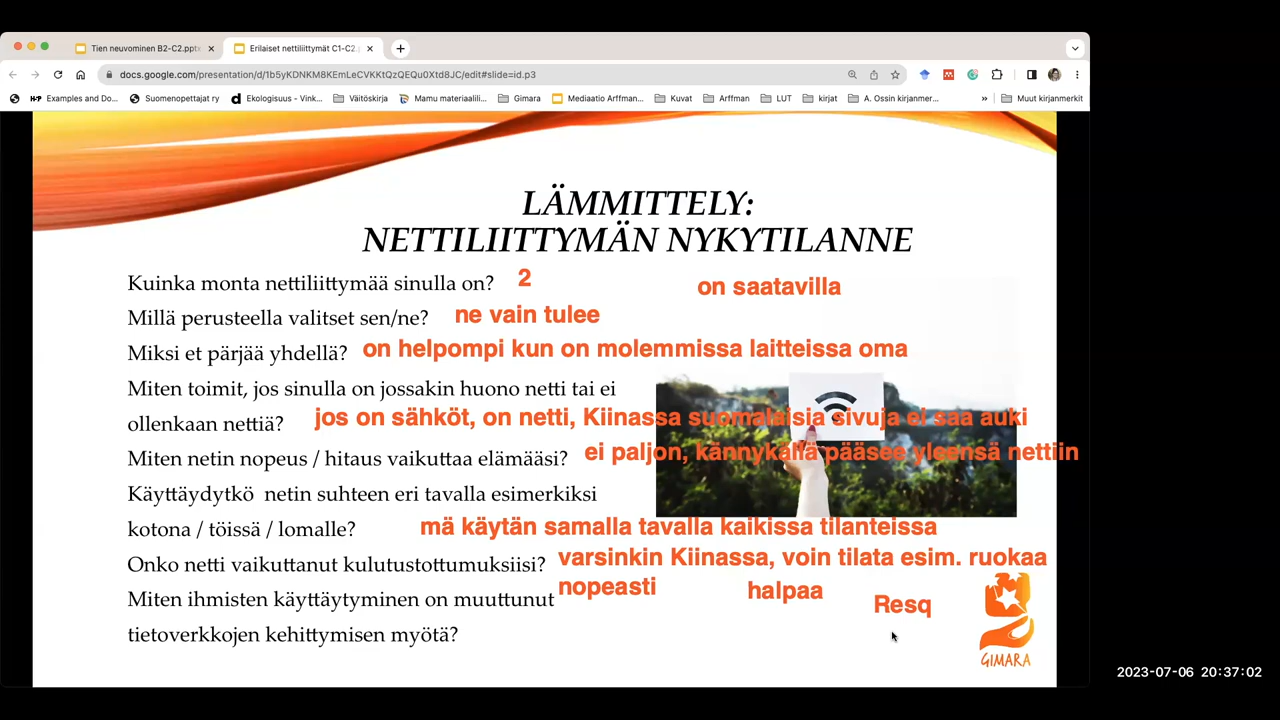 Tien neuvominen B2-C2.pptx
Erilaiset nettiliittymät C1-C2.
docs.google.com/presentation/d/1b5yKDNKM8KEmLeCVKKtQzQEQu0Xtd8JC/edit#slide=id.p3
Examples and Do... Suomenopettajat ry Ekologisuus - Vink... Väitöskirja Mamu materiaalili... Gimara Mediaatio Arffman... Kuvat Arffman LUT kirjat A. Ossin kirjanmer... » Muut kirjanmerkit
LÄMMITTELY:
NETTILIITTYMÄN NYKYTILANNE
Kuinka monta nettiliittymää sinulla on? 2 on saatavilla
Millä perusteella valitset sen/ne? ne vain tulee
Miksi et pärjää yhdellä? on helpompi kun on molemmissa laitteissa oma
Miten toimit, jos sinulla on jossakin huono netti tai ei
ollenkaan nettiä? jos on sähköt, on netti, Kiinassa suomalaisia sivuja ei saa auki
Miten netin nopeus / hitaus vaikuttaa elämääsi? ei paljon, kännykällä pääsee yleensä nettiin
Käyttäydytkö netin suhteen eri tavalla esimerkiksi
kotona / töissä / lomalle? mä käytän samalla tavalla kaikissa tilanteissa
Onko netti vaikuttanut kulutustottumuksiisi? varsinkin Kiinassa, voin tilata esim. ruokaa
nopeasti halpaa Resq
Miten ihmisten käyttäytyminen on muuttunut
tietoverkkojen kehittymisen myötä?
GIMARA
2023-07-06 20:37:02